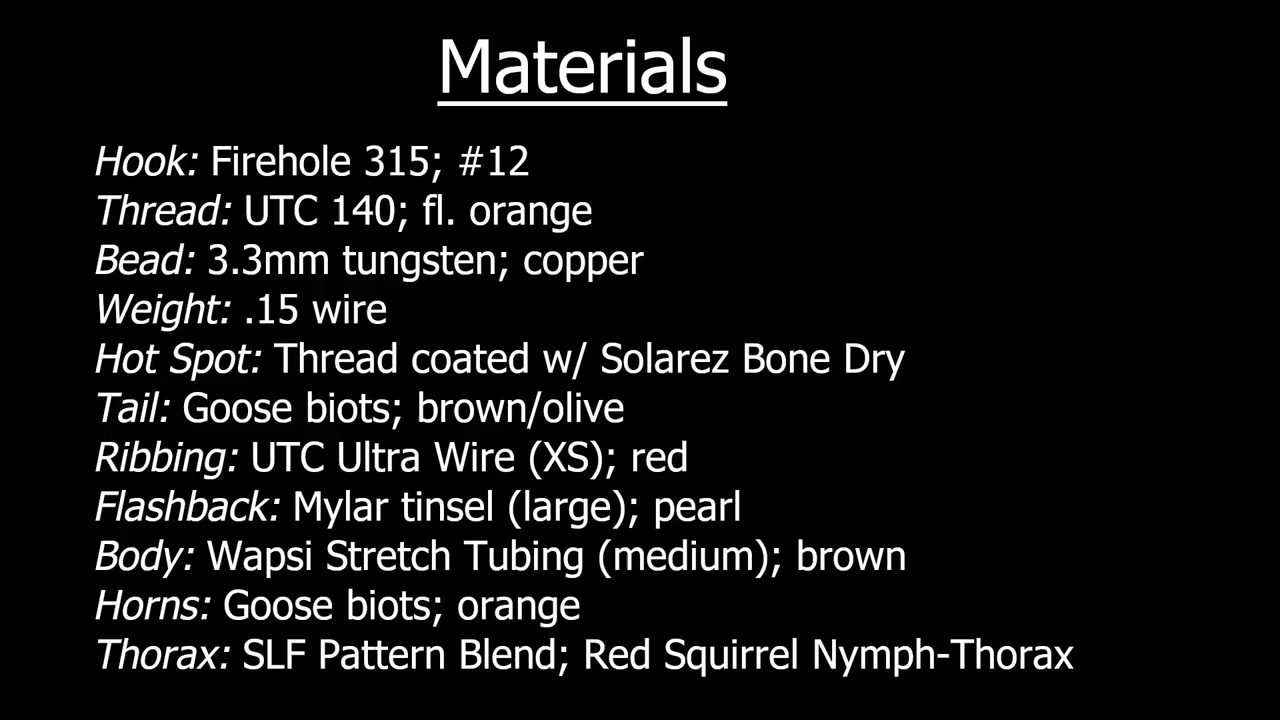 Materials
Hook: Firehole 315; #12
Thread: UTC 140; fl. orange
Bead: 3.3mm tungsten; copper
Weight: .15 wire
Hot Spot: Thread coated w/ Solarez Bone Dry
Tail: Goose biots; brown/olive
Ribbing: UTC Ultra Wire (XS); red
Flashback: Mylar tinsel (large); pearl
Body: Wapsi Stretch Tubing (medium); brown
Horns: Goose biots; orange
Thorax: SLF Pattern Blend; Red Squirrel Nymph-Thorax